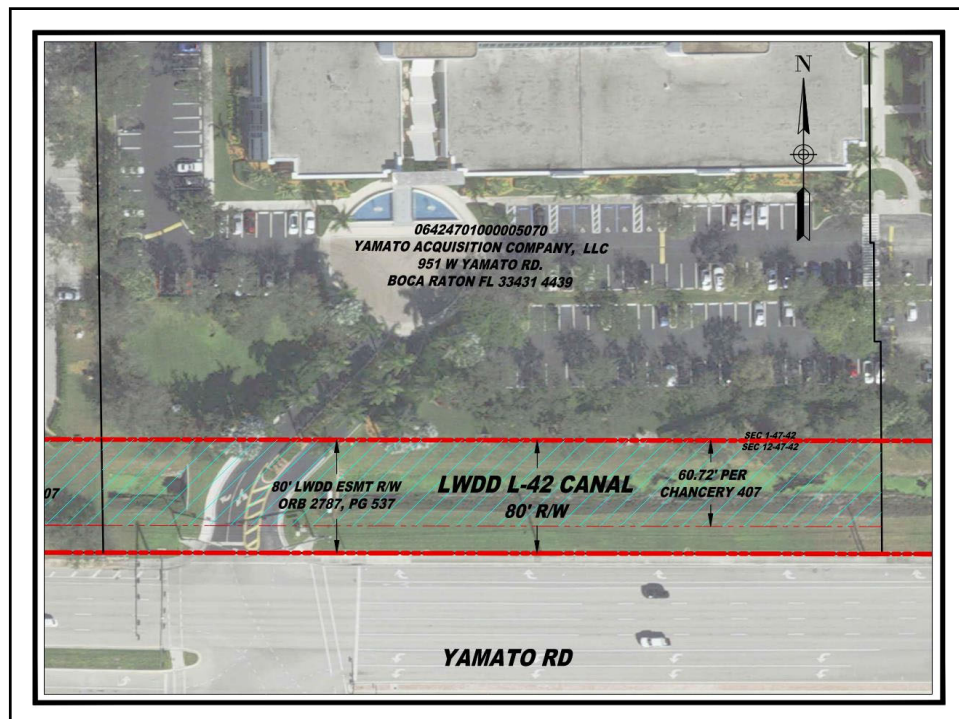 N
06424701000005070
YAMATO ACQUISITION COMPANY, LLC
951 W YAMATO RD.
BOCA RATON FL 33431 4439
SEC 1-47-42
SEC 12-47-42
07
80' LWDD ESMT R/W
ORB 2787, PG 537
LWDD L-42 CANAL
80' R/W
60.72' PER
CHANCERY 407
YAMATO RD